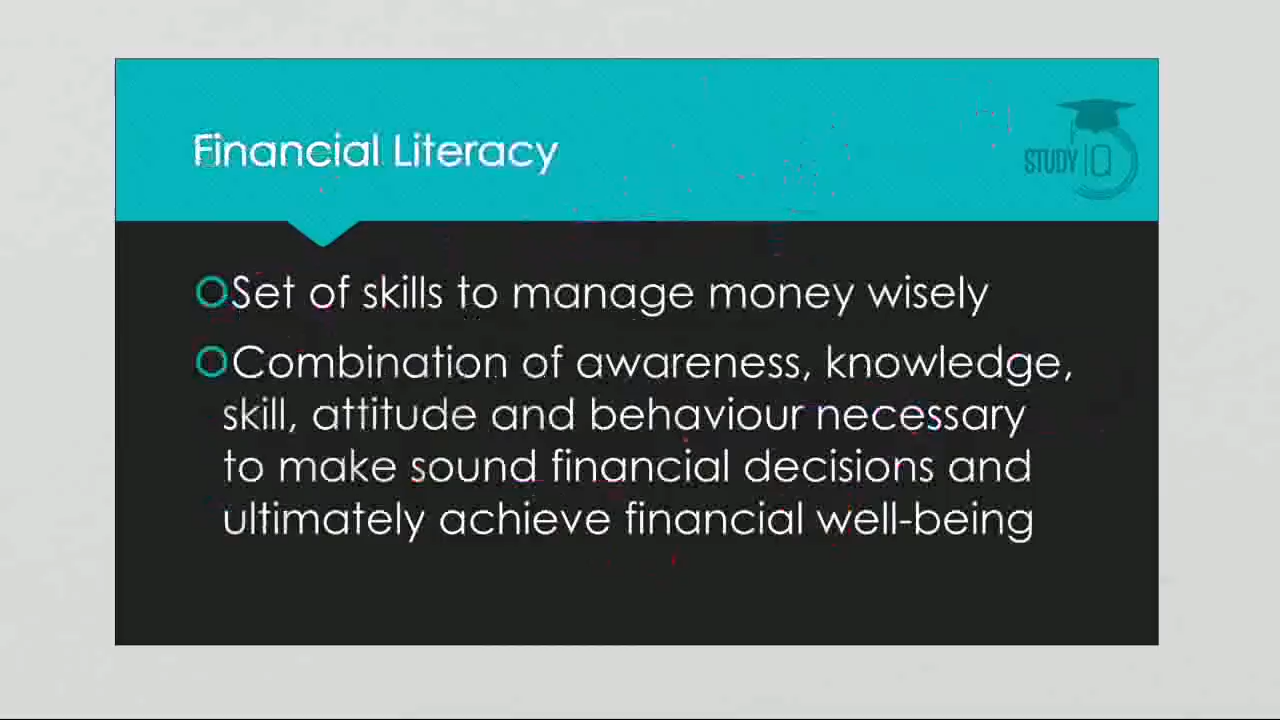 Financial Literacy
STUDY IQ
Set of skills to manage money wisely
Combination of awareness, knowledge,
skill, attitude and behaviour necessary
to make sound financial decisions and
ultimately achieve financial well-being